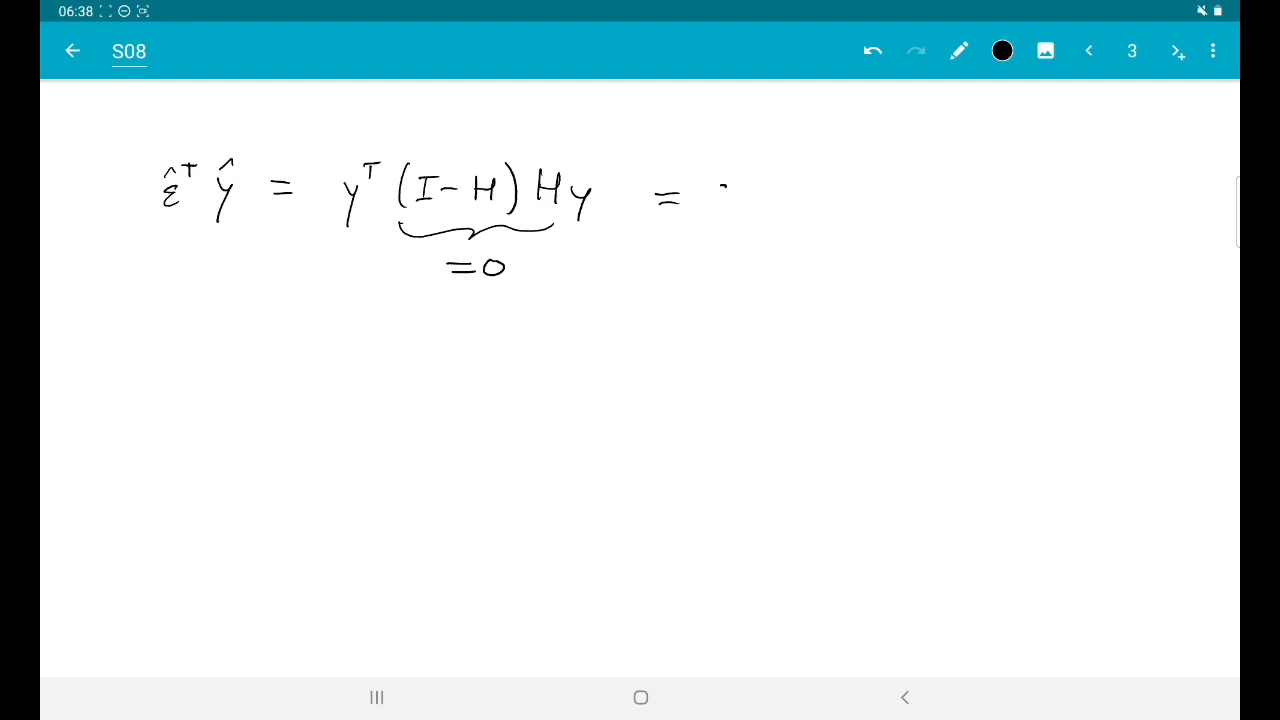 06:38
S08
3
ε̂ᵀ ŷ = yᵀ (I - H) H y =
= 0